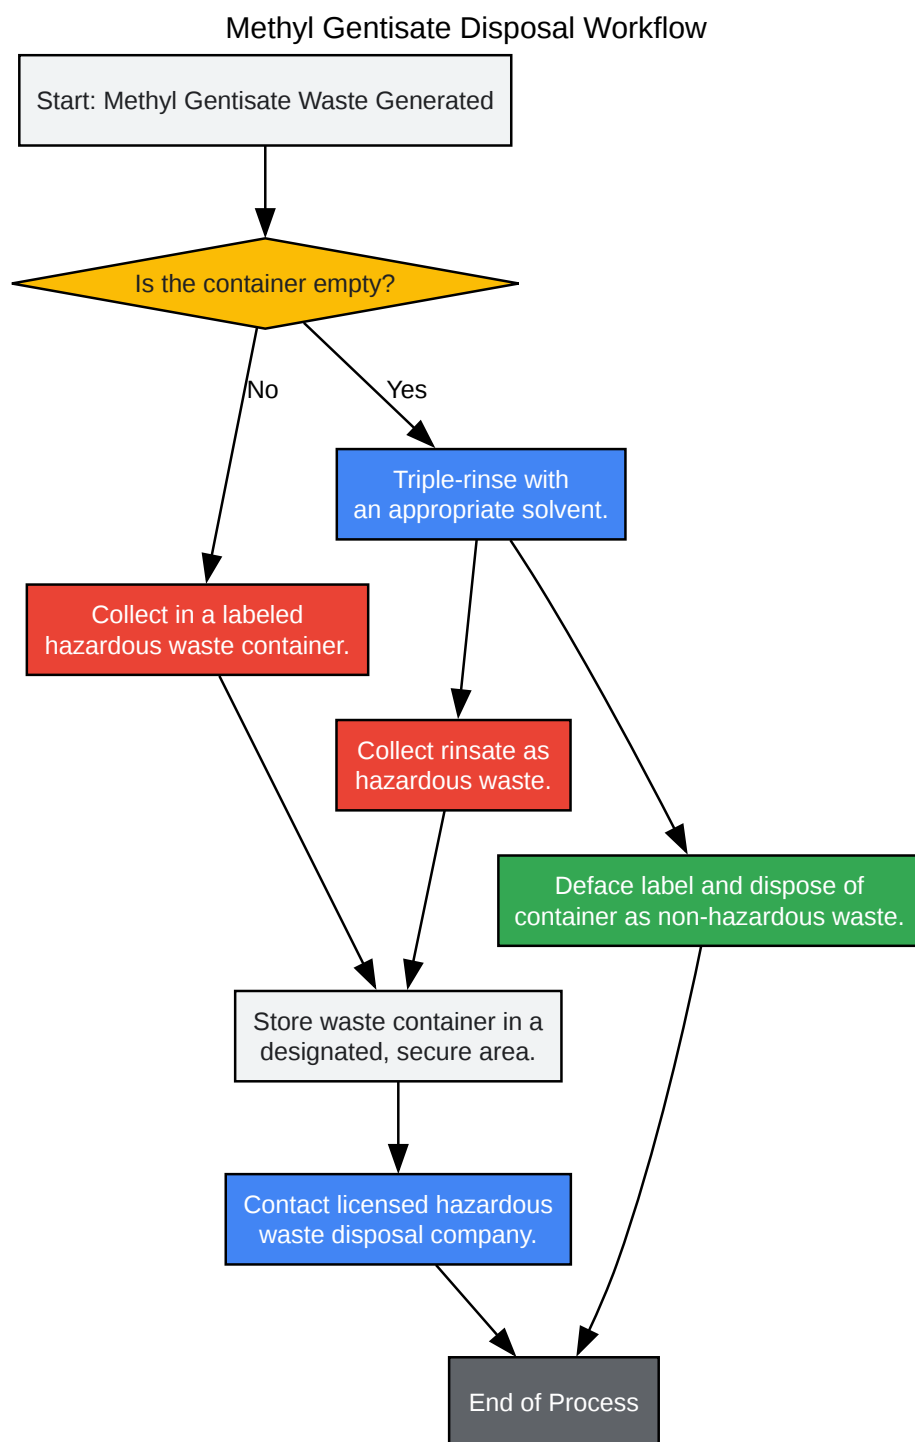 Methyl Gentisate Disposal Workflow
Start: Methyl Gentisate Waste Generated
Is the container empty?
No
Yes
Triple-rinse with
an appropriate solvent.
Collect in a labeled
hazardous waste container.
Collect rinsate as
hazardous waste.
Deface label and dispose of
container as non-hazardous waste.
Store waste container in a
designated, secure area.
Contact licensed hazardous
waste disposal company.
End of Process